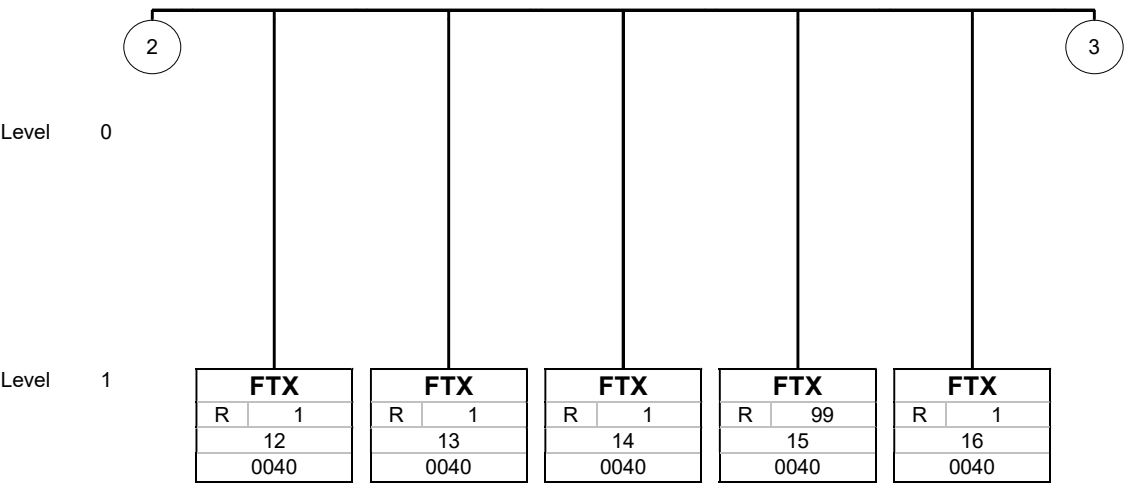 2 3
Level 0
Level 1
FTX FTX FTX FTX FTX
R 1 R 1 R 1 R 99 R 1
12 13 14 15 16
0040 0040 0040 0040 0040